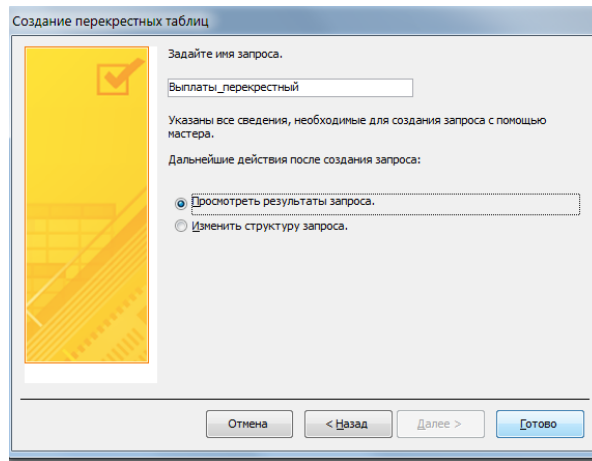 Создание перекрестных таблиц
Задайте имя запроса.
Выплаты_перекрестный
Указаны все сведения, необходимые для создания запроса с помощью
мастера.
Дальнейшие действия после создания запроса:
Просмотреть результаты запроса.
Изменить структуру запроса.
Отмена
< Назад
Далее >
Готово